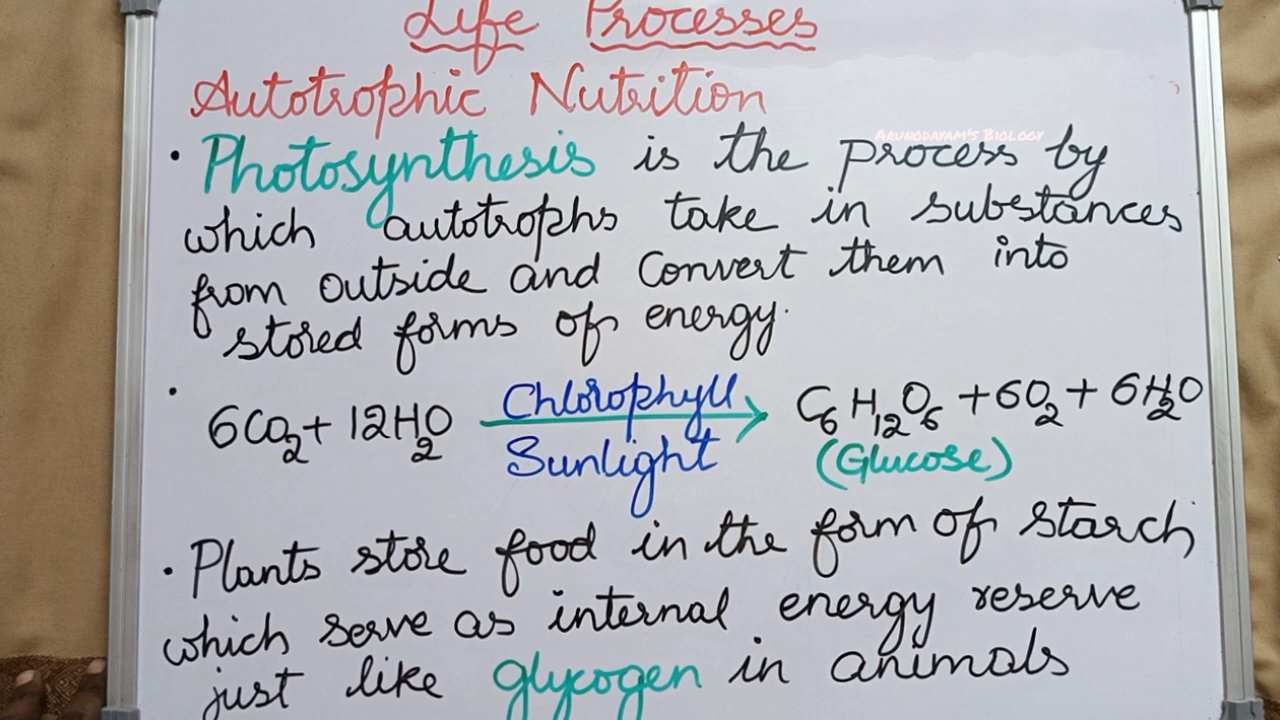 Life Processes
Autotrophic Nutrition
ARUNODAYAM'S BIOLOGY
• Photosynthesis is the process by
which autotrophs take in substances
from outside and Convert them into
stored forms of energy.
• 6CO₂ + 12H₂O Chlorophyll Sunlight → C₆H₁₂O₆ + 6O₂ + 6H₂O
(Glucose)
• Plants store food in the form of starch
which serve as internal energy reserve
just like glycogen in animals